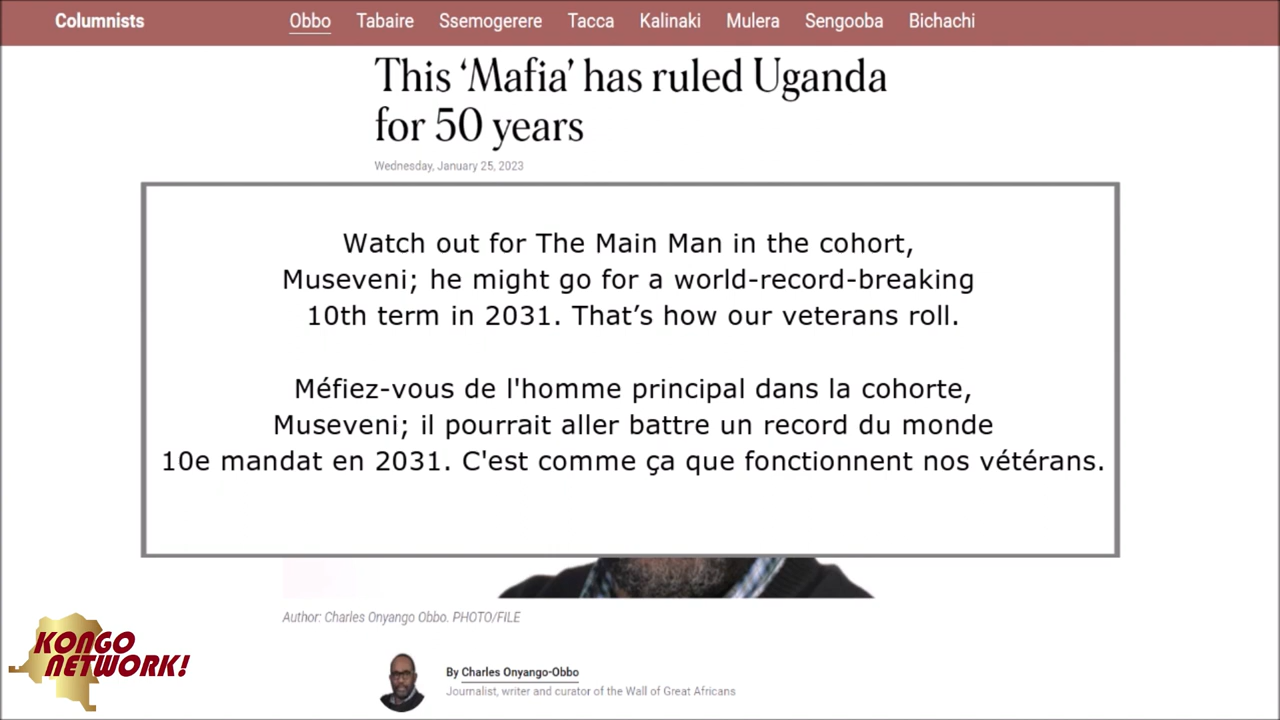 Columnists Obbo Tabaire Ssemogerere Tacca Kalinaki Mulera Sengooba Bichachi
This ‘Mafia’ has ruled Uganda
for 50 years
Wednesday, January 25, 2023
Watch out for The Main Man in the cohort,
Museveni; he might go for a world-record-breaking
10th term in 2031. That’s how our veterans roll.
Méfiez-vous de l'homme principal dans la cohorte,
Museveni; il pourrait aller battre un record du monde
10e mandat en 2031. C'est comme ça que fonctionnent nos vétérans.
Author: Charles Onyango Obbo. PHOTO/FILE
KONGO
NETWORK!
By Charles Onyango-Obbo
Journalist, writer and curator of the Wall of Great Africans